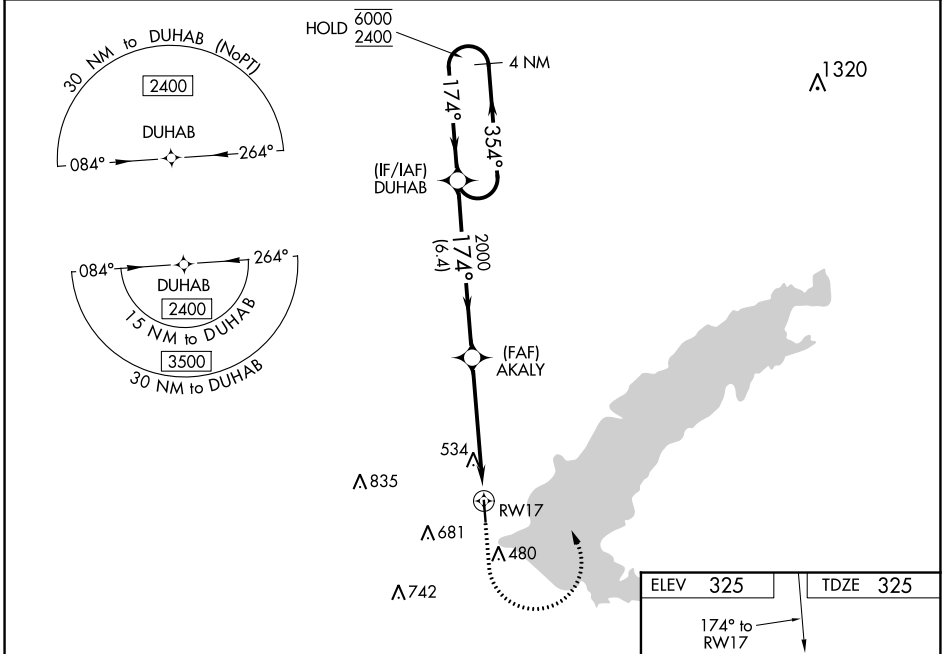 30 NM to DUHAB (NoPT)
2400
DUHAB
084°
264°
084°
264°
DUHAB
2400
15 NM to DUHAB
3500
30 NM to DUHAB
HOLD 6000
2400
4 NM
174°
354°
(IF/IAF)
DUHAB
2000
174°
(6.4)
(FAF)
AKALY
1320
534
835
RW17
681
480
742
ELEV 325
TDZE 325
174° to
RW17